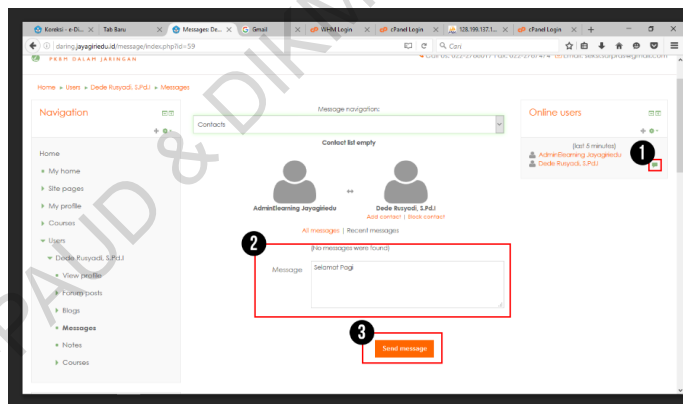 Koreksi - e-Di...
Tab Baru
Messages: De...
Gmail
WHM Login
cPanel Login
128.199.137.1...
cPanel Login
daring.jayagiriedu.id/message/index.php?id=59
Cari
PKBM DALAM JARINGAN
Home » Users » Dede Rusyadi, S.Pd.I » Messages
Navigation
Home
My home
Site pages
My profile
Courses
Users
Dede Rusyadi, S.Pd.I
View profile
Forum posts
Blogs
Messages
Notes
Courses
Message navigation:
Contacts
Contact list empty
AdminElearning Jayagiriedu
Dede Rusyadi, S.Pd.I
Add contact | Block contact
All messages | Recent messages
(No messages were found)
2
Message
Selamat Pagi
3
Send message
Online users
(last 5 minutes)
AdminElearning Jayagiriedu
Dede Rusyadi, S.Pd.I
1
PAUD & DIKM